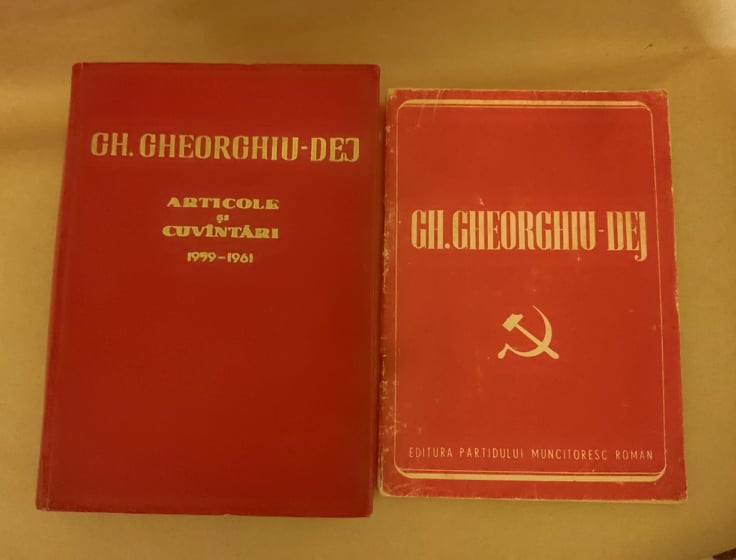 GH. GHEORGHIU-DEJ
ARTICOLE
ȘI
CUVÎNTĂRI
1959-1961
GH. GHEORGHIU-DEJ
EDITURA PARTIDULUI MUNCITORESC ROMAN